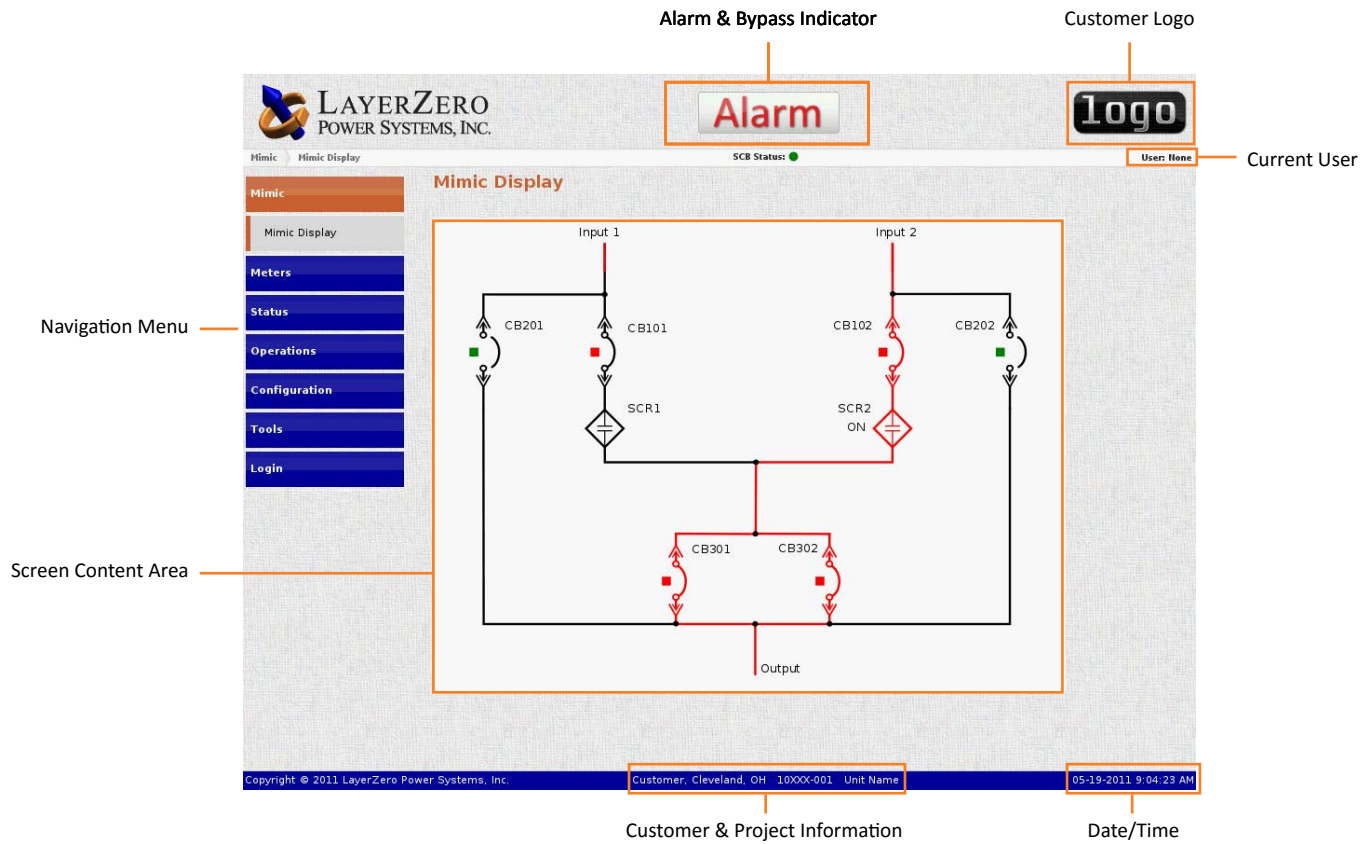 Alarm & Bypass Indicator
Customer Logo
LAYERZERO
POWER SYSTEMS, INC.
Alarm
logo
Mimic
Mimic Display
SCB Status:
User: None
Current User
Mimic
Mimic Display
Meters
Status
Operations
Configuration
Tools
Login
Navigation Menu
Screen Content Area
Mimic Display
Input 1
Input 2
CB201
CB101
CB102
CB202
SCR1
SCR2
ON
CB301
CB302
Output
Copyright © 2011 LayerZero Power Systems, Inc.
Customer, Cleveland, OH 10XXX-001 Unit Name
05-19-2011 9:04:23 AM
Customer & Project Information
Date/Time